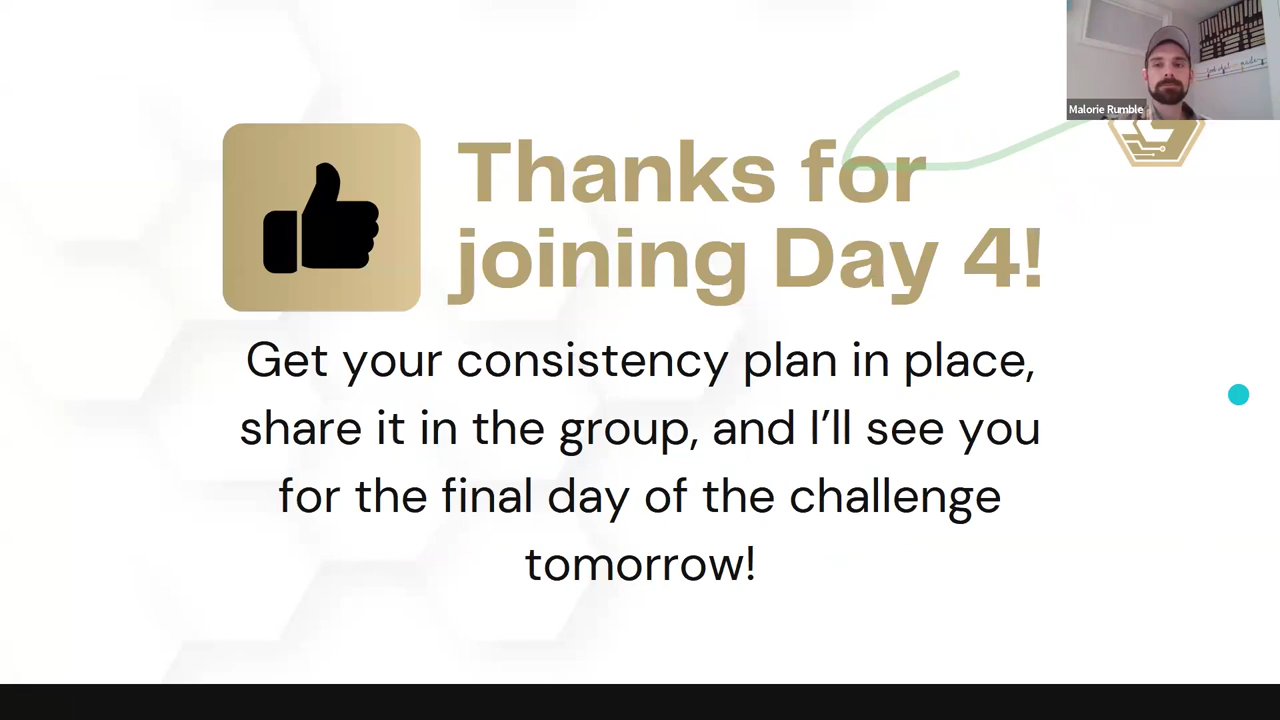 Malorie Rumble
Thanks for
joining Day 4!
Get your consistency plan in place,
share it in the group, and I’ll see you
for the final day of the challenge
tomorrow!